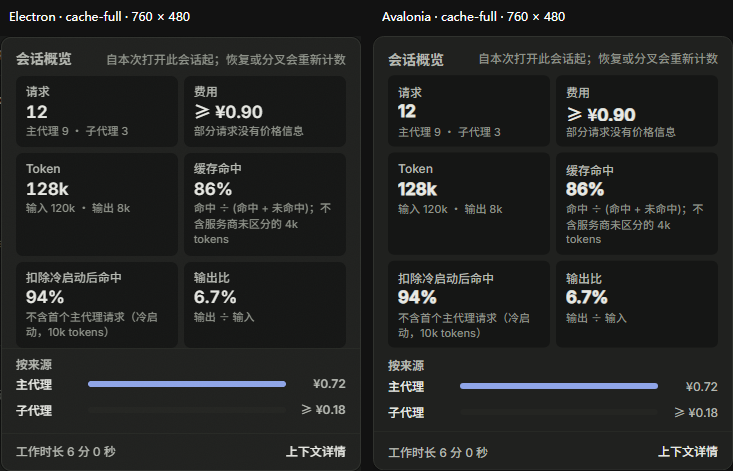 Electron · cache-full · 760 × 480
会话概览
自本次打开此会话起；恢复或分叉会重新计数
请求
12
主代理 9 · 子代理 3
费用
≥ ¥0.90
部分请求没有价格信息
Token
128k
输入 120k · 输出 8k
缓存命中
86%
命中 ÷ (命中 + 未命中)；不
含服务商未区分的 4k
tokens
扣除冷启动后命中
94%
不含首个主代理请求（冷启
动，10k tokens）
输出比
6.7%
输出 ÷ 输入
按来源
主代理
¥0.72
子代理
≥ ¥0.18
工作时长 6 分 0 秒
上下文详情
Avalonia · cache-full · 760 × 480
会话概览
自本次打开此会话起；恢复或分叉会重新计数
请求
12
主代理 9 · 子代理 3
费用
≥ ¥0.90
部分请求没有价格信息
Token
128k
输入 120k · 输出 8k
缓存命中
86%
命中 ÷ (命中 + 未命中)；不
含服务商未区分的 4k
tokens
扣除冷启动后命中
94%
不含首个主代理请求（冷启
动，10k tokens）
输出比
6.7%
输出 ÷ 输入
按来源
主代理
¥0.72
子代理
≥ ¥0.18
工作时长 6 分 0 秒
上下文详情